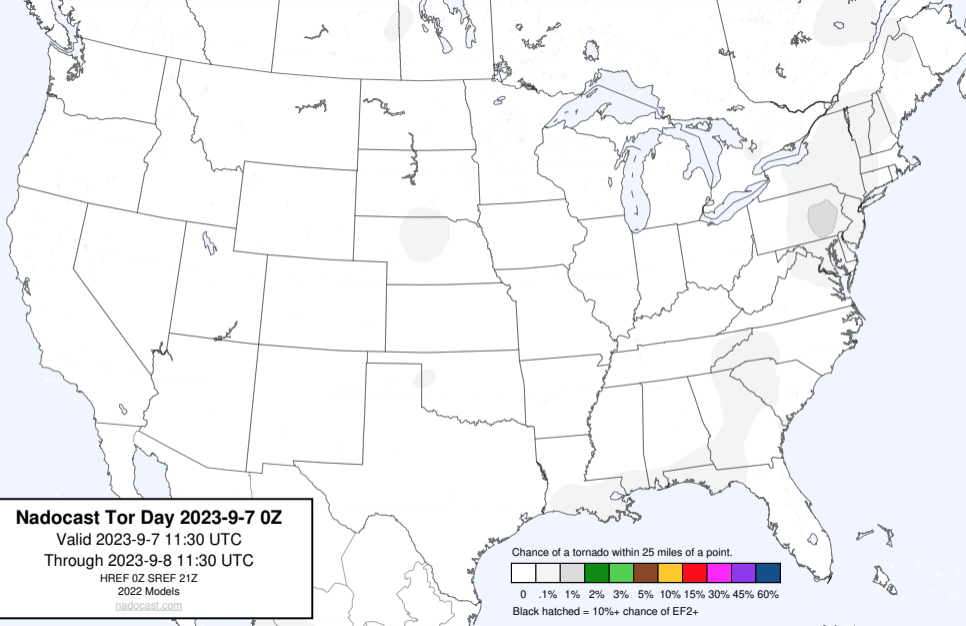 Nadocast Tor Day 2023-9-7 0Z
Valid 2023-9-7 11:30 UTC
Through 2023-9-8 11:30 UTC
HREF 0Z SREF 21Z
2022 Models
nadocast.com
Chance of a tornado within 25 miles of a point.
0 .1% 1% 2% 3% 5% 10% 15% 30% 45% 60%
Black hatched = 10%+ chance of EF2+